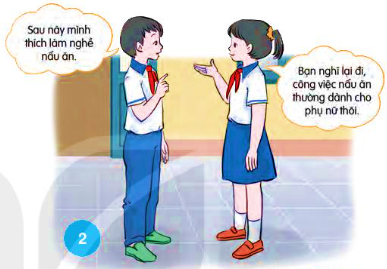 Sau này mình
thích làm nghề
nấu ăn.
Bạn nghĩ lại đi,
công việc nấu ăn
thường dành cho
phụ nữ thôi.
2